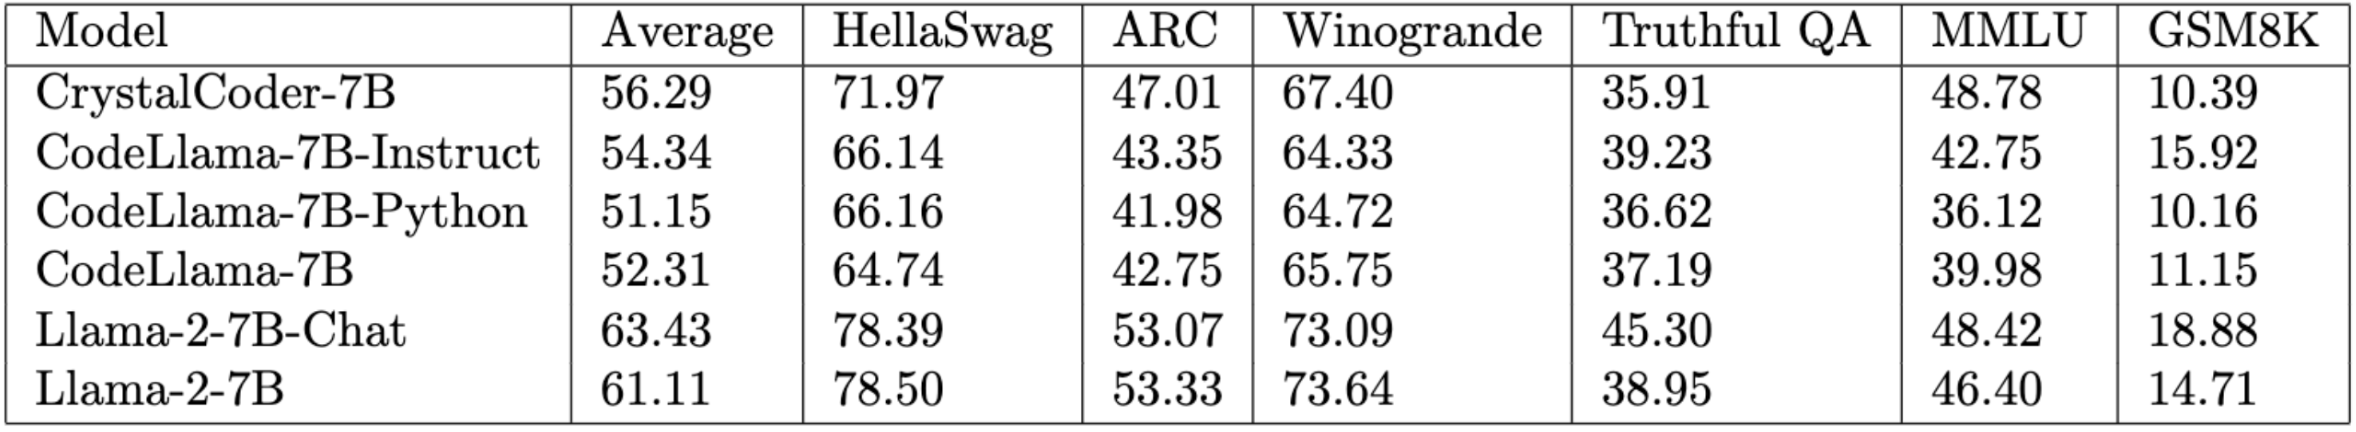 Model Average HellaSwag ARC Winogrande Truthful QA MMLU GSM8K
CrystalCoder-7B 56.29 71.97 47.01 67.40 35.91 48.78 10.39
CodeLlama-7B-Instruct 54.34 66.14 43.35 64.33 39.23 42.75 15.92
CodeLlama-7B-Python 51.15 66.16 41.98 64.72 36.62 36.12 10.16
CodeLlama-7B 52.31 64.74 42.75 65.75 37.19 39.98 11.15
Llama-2-7B-Chat 63.43 78.39 53.07 73.09 45.30 48.42 18.88
Llama-2-7B 61.11 78.50 53.33 73.64 38.95 46.40 14.71